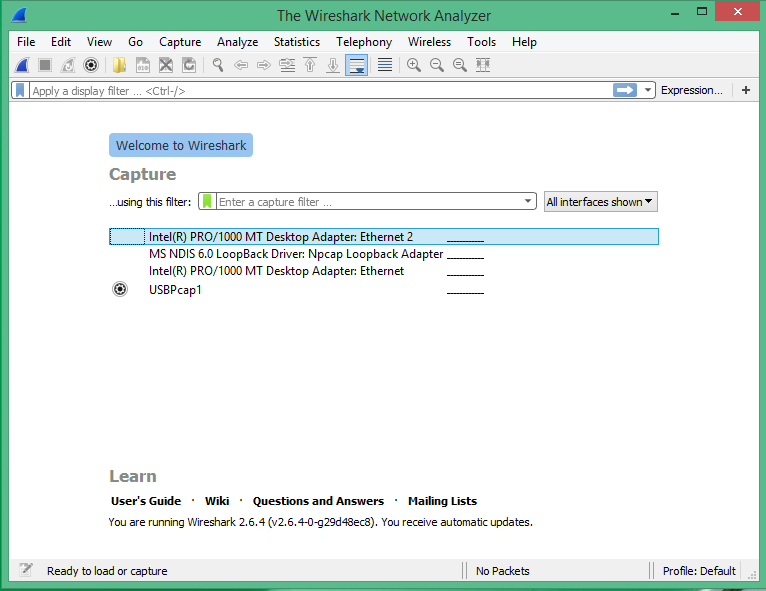 The Wireshark Network Analyzer
File Edit View Go Capture Analyze Statistics Telephony Wireless Tools Help
Apply a display filter ... <Ctrl-/> Expression... +
Welcome to Wireshark
Capture
...using this filter: Enter a capture filter ... All interfaces shown
Intel(R) PRO/1000 MT Desktop Adapter: Ethernet 2
MS NDIS 6.0 LoopBack Driver: Npcap Loopback Adapter
Intel(R) PRO/1000 MT Desktop Adapter: Ethernet
USBPcap1
Learn
User's Guide · Wiki · Questions and Answers · Mailing Lists
You are running Wireshark 2.6.4 (v2.6.4-0-g29d48ec8). You receive automatic updates.
Ready to load or capture No Packets Profile: Default